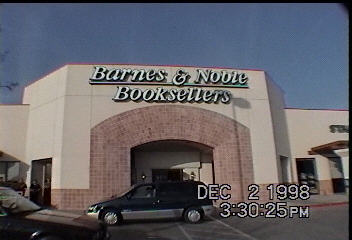 Barnes & Noble
Booksellers
DEC 2 1998
3:30:25PM